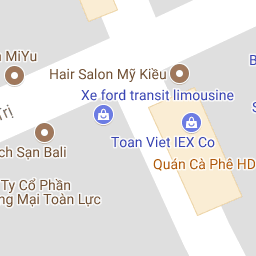 MiYu
Hair Salon Mỹ Kiều
Xe ford transit limousine
Trị
Toan Viet IEX Co
ch Sạn Bali
Quán Cà Phê HD
Ty Cổ Phần
ng Mại Toàn Lực